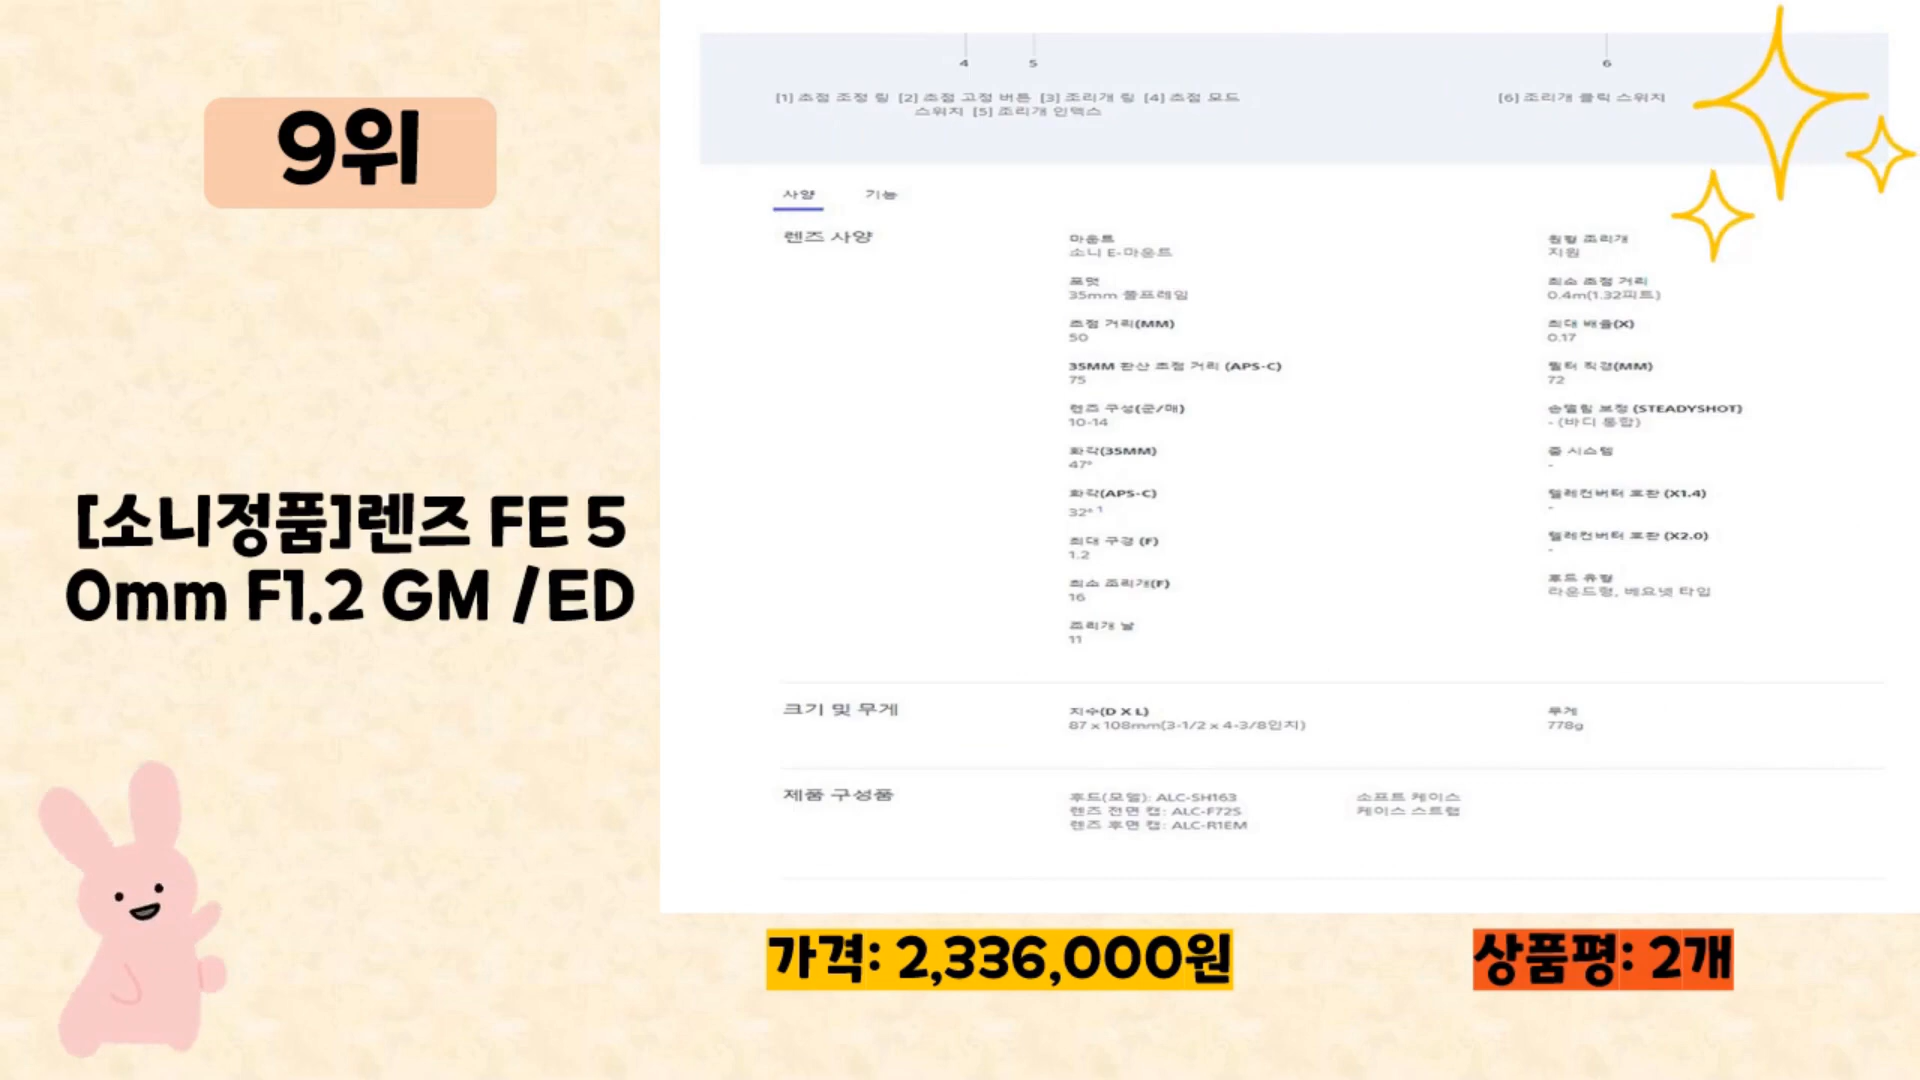 9위
[소니정품]렌즈 FE 5
0mm F1.2 GM /ED
4
5
6
[1] 초점 조정 링 [2] 초점 고정 버튼 [3] 조리개 링 [4] 초점 모드
스위치 [5] 조리개 인덱스
[6] 조리개 클릭 스위치
사양
기능
렌즈 사양
마운트
소니 E-마운트
포맷
35mm 풀프레임
초점 거리(MM)
50
35MM 환산 초점 거리 (APS-C)
75
렌즈 구성(군/매)
10-14
화각(35MM)
47°
화각(APS-C)
32° 1
최대 구경 (F)
1.2
최소 조리개(F)
16
조리개 날
11
원형 조리개
지원
최소 초점 거리
0.4m(1.32피트)
최대 배율(X)
0.17
필터 직경(MM)
72
손떨림 보정 (STEADYSHOT)
- (바디 통합)
줌 시스템
-
텔레컨버터 호환 (X1.4)
-
텔레컨버터 호환 (X2.0)
-
후드 유형
라운드형, 베요넷 타입
크기 및 무게
치수(D X L)
87 x 108mm(3-1/2 x 4-3/8인치)
무게
778g
제품 구성품
후드(모델): ALC-SH163
렌즈 전면 캡: ALC-F72S
렌즈 후면 캡: ALC-R1EM
소프트 케이스
케이스 스트랩
가격: 2,336,000원
상품평: 2개